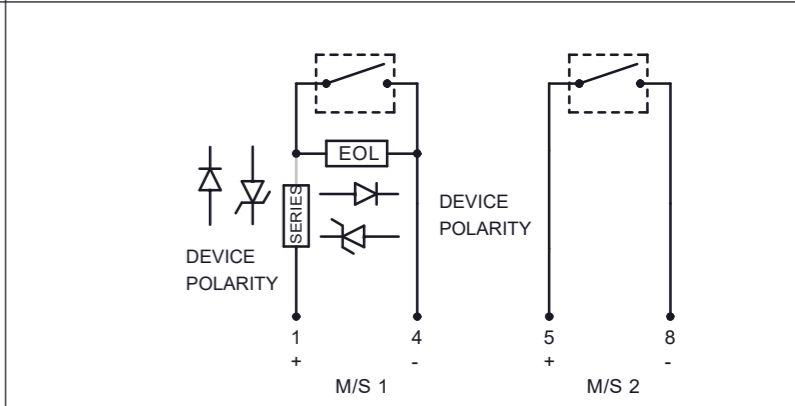 EOL
SERIES
DEVICE
POLARITY
DEVICE
POLARITY
1 4 5 8
+ - + -
M/S 1 M/S 2